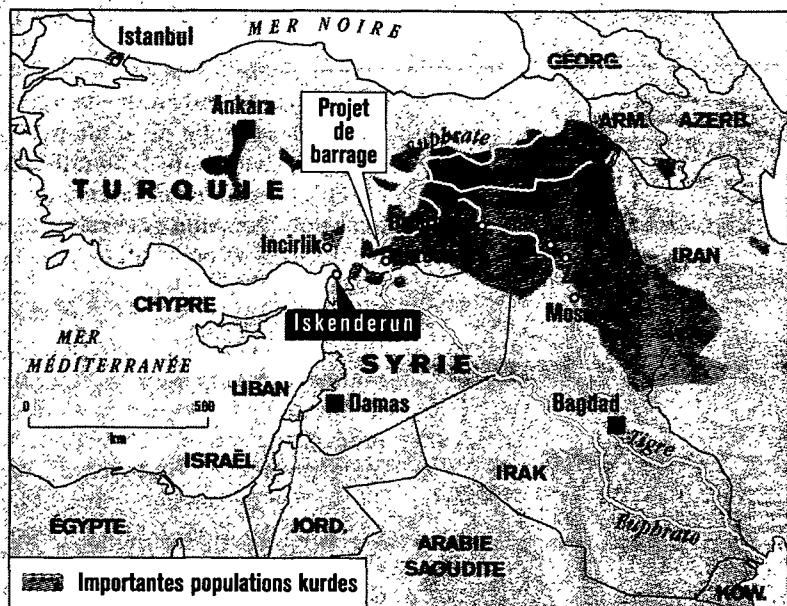 MER NOIRE
Istanbul
GEORG.
Ankara
Projet
de
barrage
Euphrate
ARM.
AZERB.
TURQUIE
Incirlik
IRAN
CHYPRE
Iskenderun
MER
MÉDITERRANÉE
SYRIE
LIBAN
0 500
km
Damas
Bagdad
Tigre
ISRAËL
IRAK
Euphrate
ÉGYPTE
JORD.
ARABIE
SAOUDITE
KOW.
Importantes populations kurdes